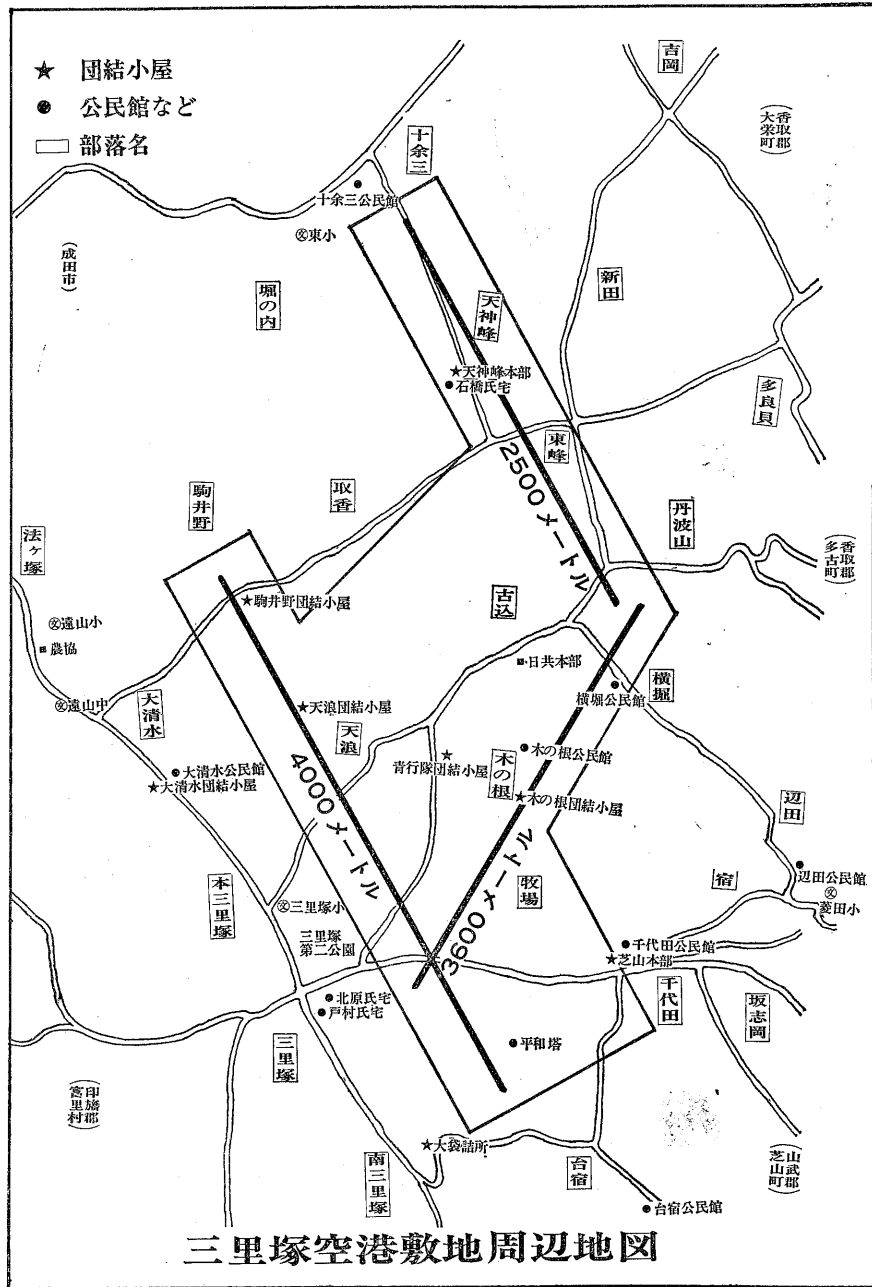 ★ 団結小屋
● 公民館など
□ 部落名
吉岡
(香取郡
大栄町)
十余三
十余三公民館
㊛東小
(成田市)
堀の内
新田
天神峰
★天神峰本部
石橋氏宅
多良貝
東峰
2500メートル
取香
駒井野
丹波山
法ヶ塚
(香取郡
多古町)
古込
★駒井野団結小屋
遠山小
農協
日共本部
横堀
横堀公民館
遠山中
大清水
★天浪団結小屋
天浪
★
青行隊団結小屋
木の根公民館
木の根
大清水公民館
★大清水団結小屋
★木の根団結小屋
4000メートル
辺田
辺田公民館
菱田小
宿
牧場
本三里塚
三里塚小
三里塚
第二公園
3600メートル
千代田公民館
★芝山本部
千代田
坂志岡
北原氏宅
戸村氏宅
三里塚
平和塔
(印旛郡
富里村)
★大袋詰所
南三里塚
台宿
(山武郡
芝山町)
台宿公民館
三里塚空港敷地周辺地図